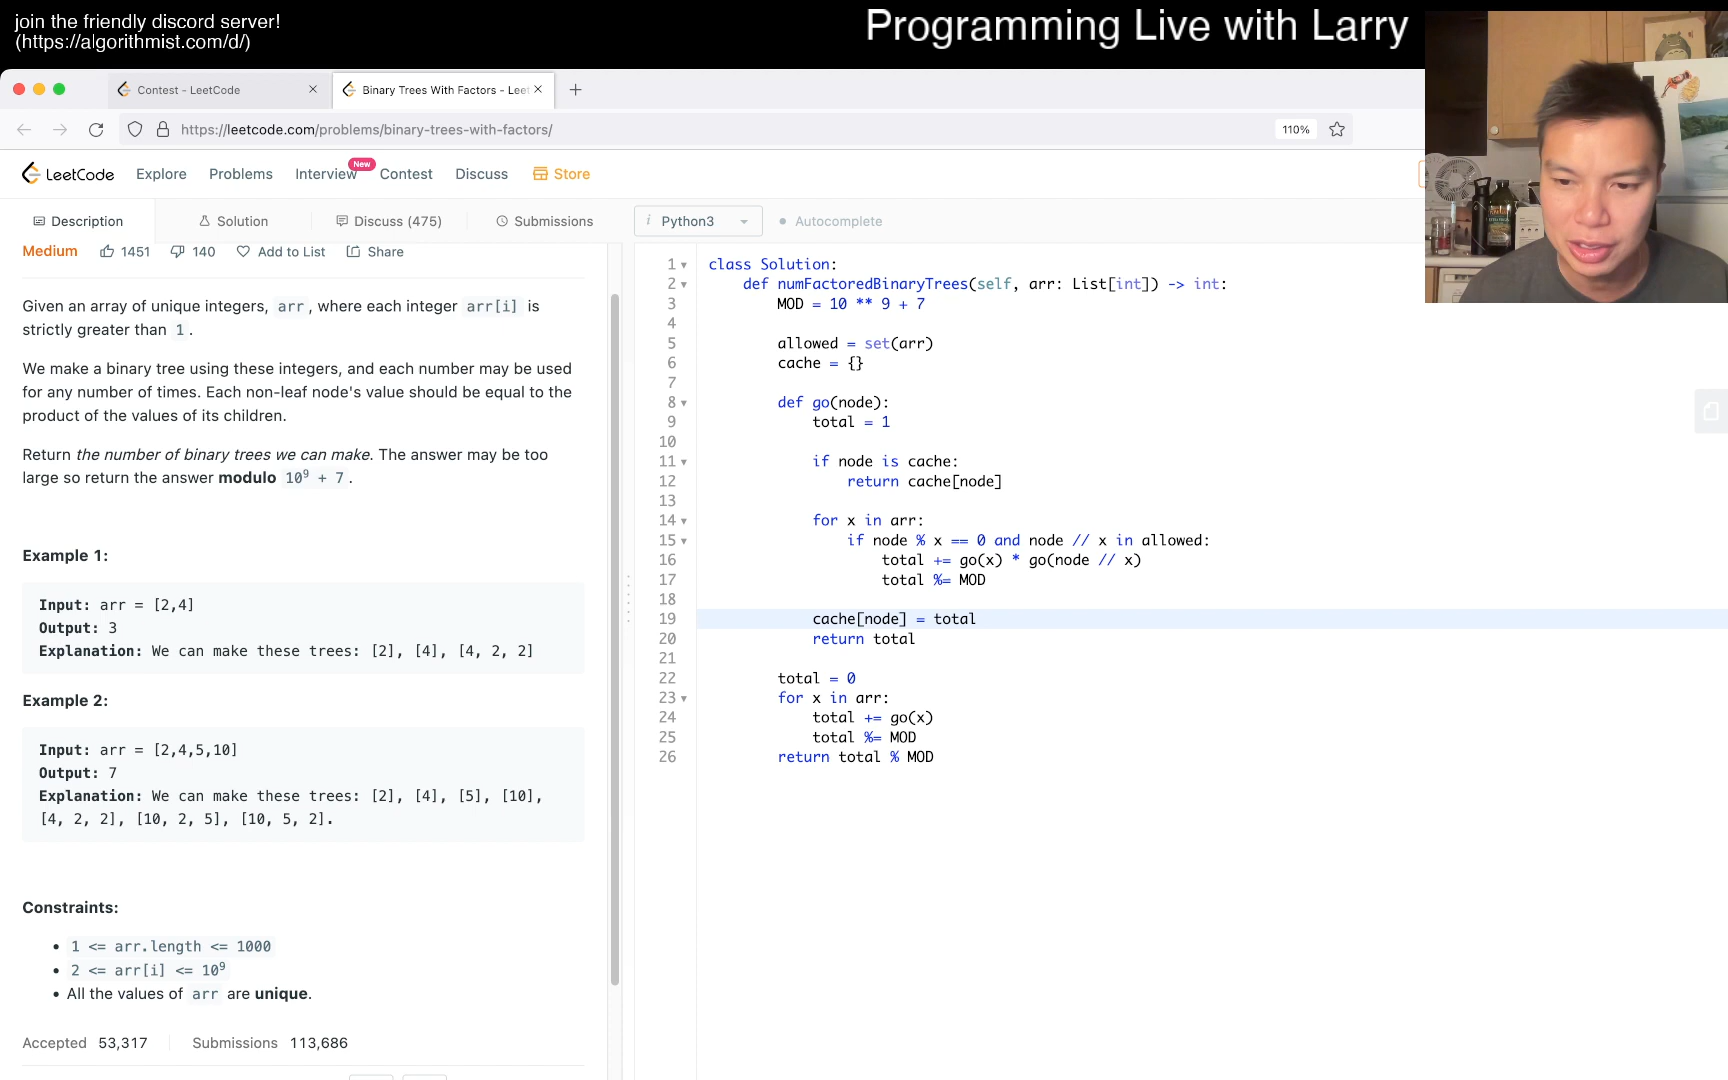 join the friendly discord server!
(https://algorithmist.com/d/)
Programming Live with Larry
Contest - LeetCode
Binary Trees With Factors - Leet
https://leetcode.com/problems/binary-trees-with-factors/
110%
LeetCode
Explore
Problems
Interview
New
Contest
Discuss
Store
Description
Solution
Discuss (475)
Submissions
i Python3
Autocomplete
Medium
1451
140
Add to List
Share
Given an array of unique integers, arr, where each integer arr[i] is
strictly greater than 1.
We make a binary tree using these integers, and each number may be used
for any number of times. Each non-leaf node's value should be equal to the
product of the values of its children.
Return the number of binary trees we can make. The answer may be too
large so return the answer modulo 10⁹ + 7.
Example 1:
Input: arr = [2,4]
Output: 3
Explanation: We can make these trees: [2], [4], [4, 2, 2]
Example 2:
Input: arr = [2,4,5,10]
Output: 7
Explanation: We can make these trees: [2], [4], [5], [10],
[4, 2, 2], [10, 2, 5], [10, 5, 2].
Constraints:
• 1 <= arr.length <= 1000
• 2 <= arr[i] <= 10⁹
• All the values of arr are unique.
Accepted 53,317
Submissions 113,686
1 class Solution:
2     def numFactoredBinaryTrees(self, arr: List[int]) -> int:
3         MOD = 10 ** 9 + 7
4
5         allowed = set(arr)
6         cache = {}
7
8         def go(node):
9             total = 1
10
11             if node is cache:
12                 return cache[node]
13
14             for x in arr:
15                 if node % x == 0 and node // x in allowed:
16                     total += go(x) * go(node // x)
17                     total %= MOD
18
19             cache[node] = total
20             return total
21
22         total = 0
23         for x in arr:
24             total += go(x)
25             total %= MOD
26         return total % MOD